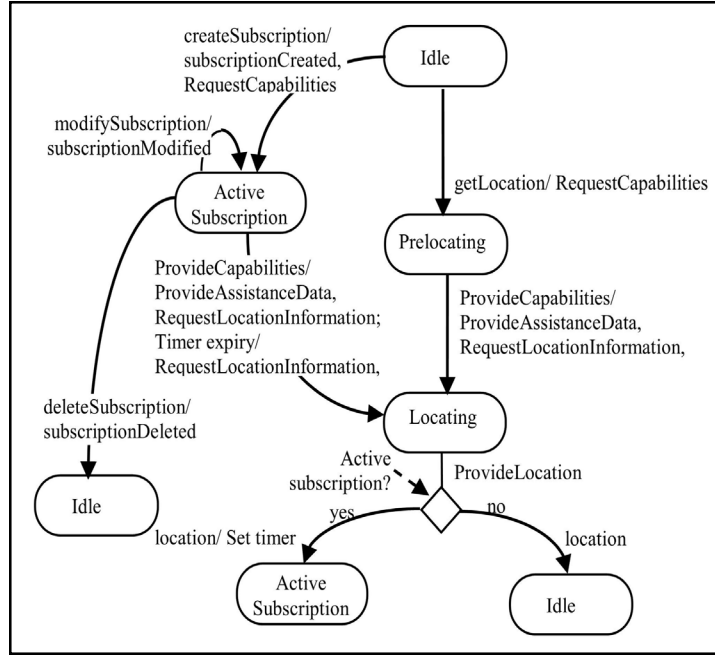 createSubscription/
subscriptionCreated,
RequestCapabilities
Idle
modifySubscription/
subscriptionModified
Active
Subscription
getLocation/ RequestCapabilities
Prelocating
ProvideCapabilities/
ProvideAssistanceData,
RequestLocationInformation;
Timer expiry/
RequestLocationInformation,
ProvideCapabilities/
ProvideAssistanceData,
RequestLocationInformation,
deleteSubscription/
subscriptionDeleted
Locating
Idle
Active
subscription?
ProvideLocation
yes
no
location/ Set timer
location
Active
Subscription
Idle